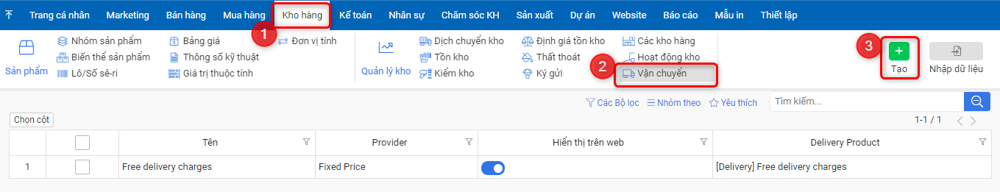 Trang cá nhân Marketing Bán hàng Mua hàng Kho hàng Kế toán Nhân sự Chăm sóc KH Sản xuất Dự án Website Báo cáo Mẫu in Thiết lập
1
Nhóm sản phẩm Bảng giá Đơn vị tính Dịch chuyển kho Định giá tồn kho Các kho hàng
3
Biến thể sản phẩm Thông số kỹ thuật Tồn kho Thất thoát Hoạt động kho
2
Sản phẩm Lô/Số sê-ri Giá trị thuộc tính Quản lý kho Kiểm kho Ký gửi Vận chuyển Tạo Nhập dữ liệu
Các Bộ lọc Nhóm theo Yêu thích Tìm kiếm...
Chọn cột 1-1 / 1
Tên Provider Hiển thị trên web Delivery Product
1 Free delivery charges Fixed Price [Delivery] Free delivery charges